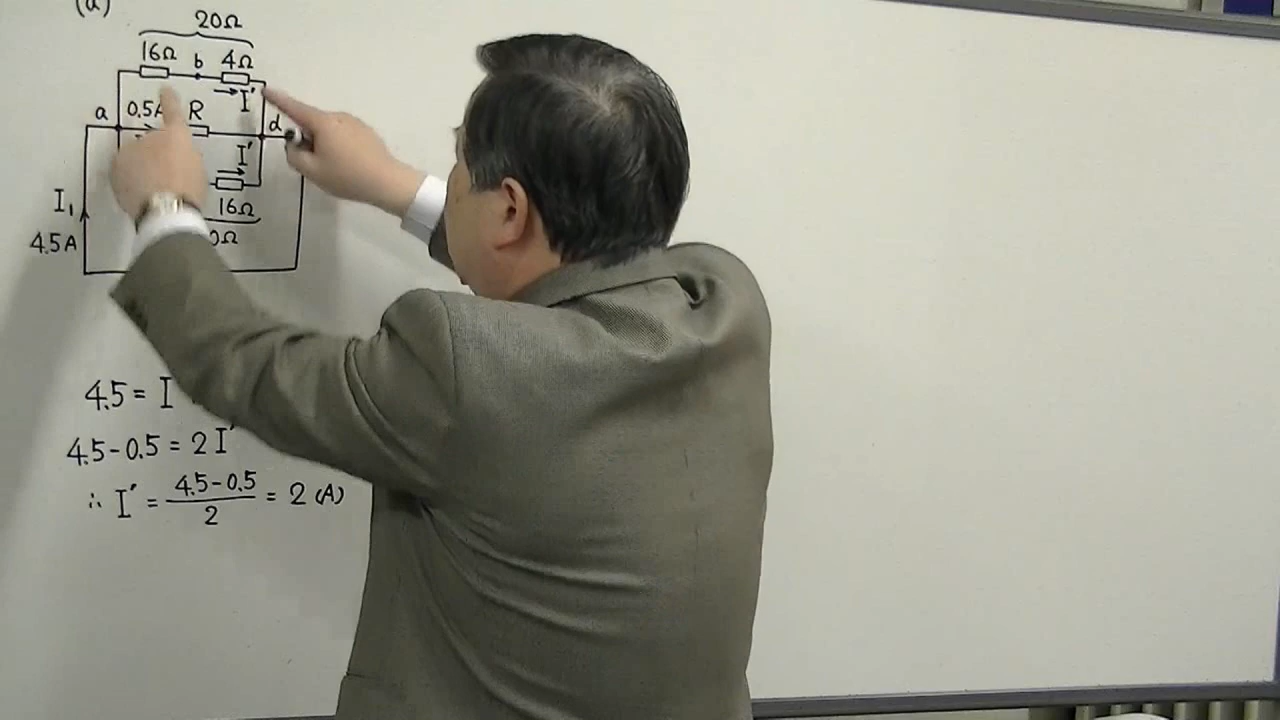 (a)
20Ω
16Ω b 4Ω
I'
a 0.5A R d
I'
16Ω
I₁
4.5A
0Ω
4.5 = I
4.5 - 0.5 = 2 I'
∴ I' = (4.5 - 0.5) / 2 = 2 (A)